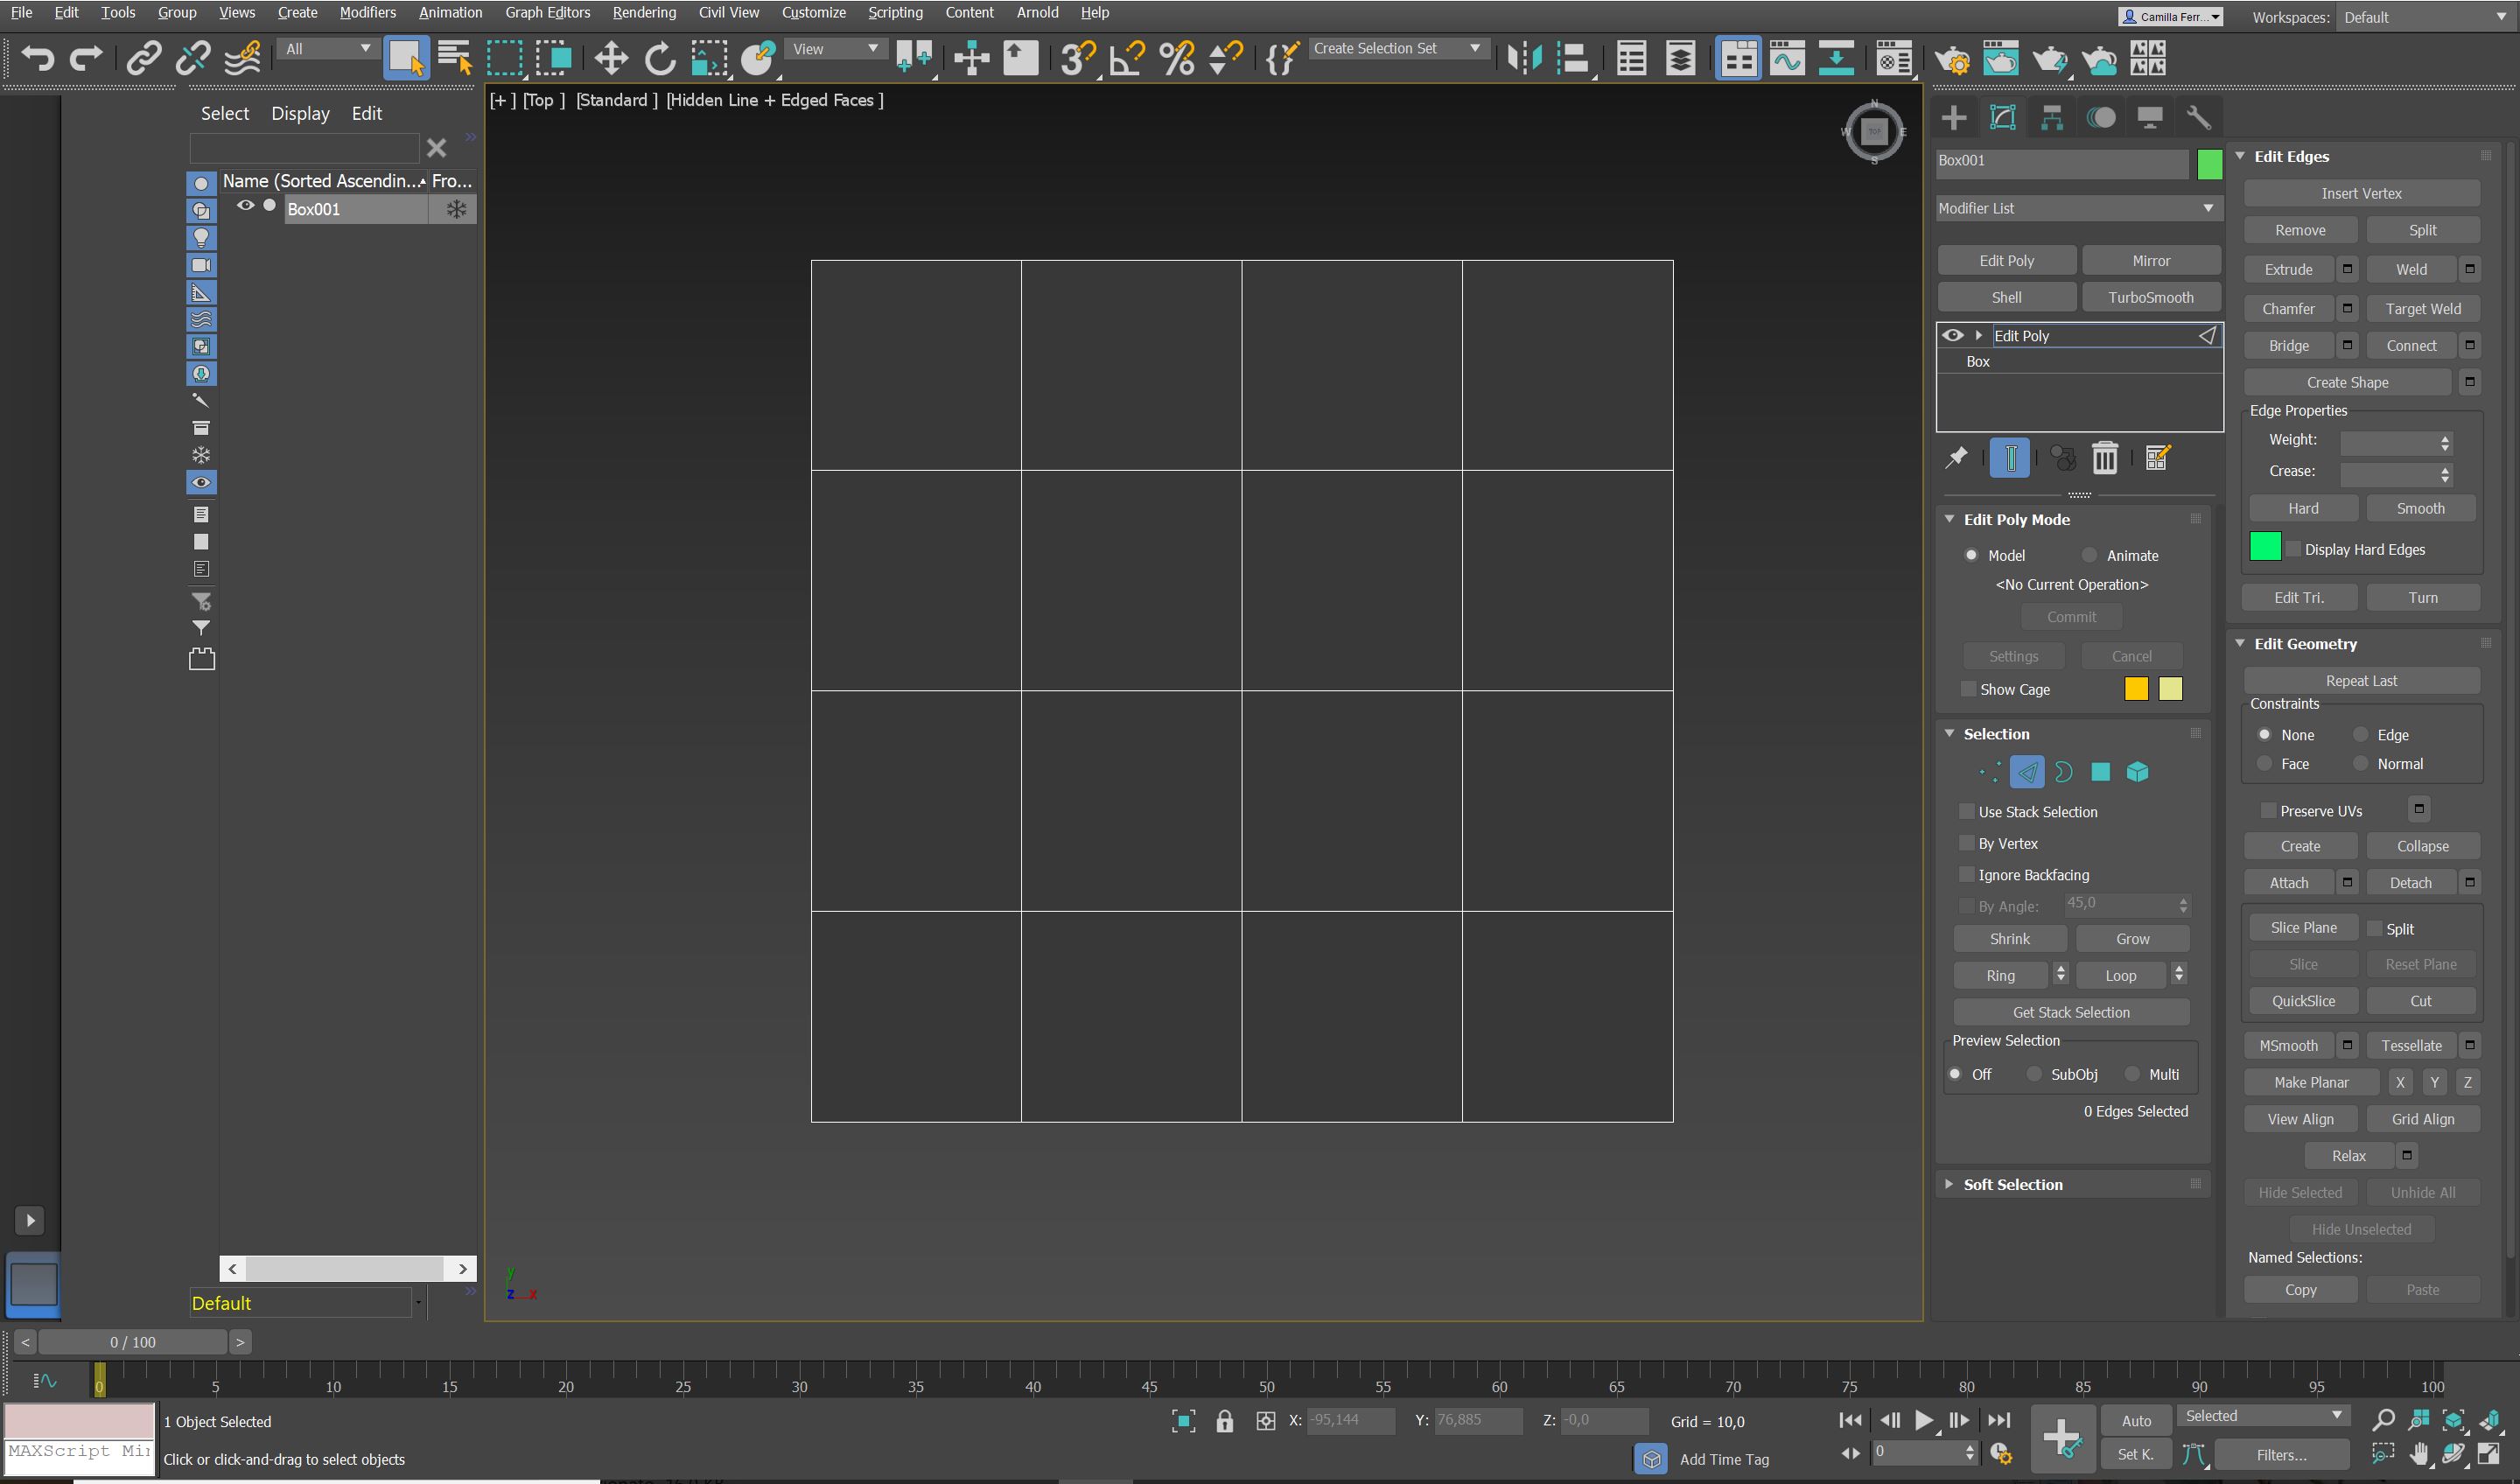 File Edit Tools Group Views Create Modifiers Animation Graph Editors Rendering Civil View Customize Scripting Content Arnold Help
Camilla Ferr... Workspaces: Default
All View Create Selection Set
Select Display Edit
Name (Sorted Ascendin... Fro...
Box001
Default
[+] [Top] [Standard] [Hidden Line + Edged Faces]
N
W TOP E
S
y
z x
Box001
Modifier List
Edit Poly Mirror
Shell TurboSmooth
Edit Poly
Box
Edit Poly Mode
Model Animate
<No Current Operation>
Commit
Settings Cancel
Show Cage
Selection
Use Stack Selection
By Vertex
Ignore Backfacing
By Angle: 45,0
Shrink Grow
Ring Loop
Get Stack Selection
Preview Selection
Off SubObj Multi
0 Edges Selected
Soft Selection
Edit Edges
Insert Vertex
Remove Split
Extrude Weld
Chamfer Target Weld
Bridge Connect
Create Shape
Edge Properties
Weight:
Crease:
Hard Smooth
Display Hard Edges
Edit Tri. Turn
Edit Geometry
Repeat Last
Constraints
None Edge
Face Normal
Preserve UVs
Create Collapse
Attach Detach
Slice Plane Split
Slice Reset Plane
QuickSlice Cut
MSmooth Tessellate
Make Planar X Y Z
View Align Grid Align
Relax
Hide Selected Unhide All
Hide Unselected
Named Selections:
Copy Paste
< 0 / 100 >
0 5 10 15 20 25 30 35 40 45 50 55 60 65 70 75 80 85 90 95 100
1 Object Selected X: -95,144 Y: 76,885 Z: -0,0 Grid = 10,0 Auto Selected
MAXScript Mi
Click or click-and-drag to select objects Add Time Tag 0 Set K. Filters...